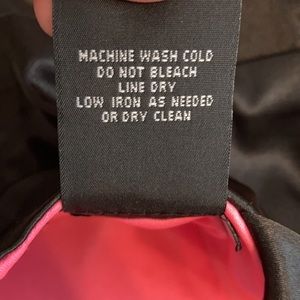 MACHINE WASH COLD
DO NOT BLEACH
LINE DRY
LOW IRON AS NEEDED
OR DRY CLEAN